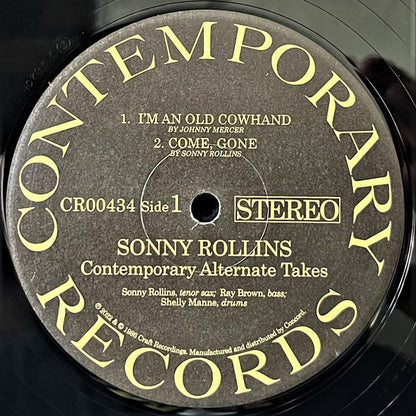 CONTEMPORARY
1. I'M AN OLD COWHAND
BY JOHNNY MERCER
2. COME, GONE
BY SONNY ROLLINS
CR00434 Side 1
STEREO
SONNY ROLLINS
Contemporary Alternate Takes
Sonny Rollins, tenor sax; Ray Brown, bass;
Shelly Manne, drums
RECORDS
℗ 2022 & © 1986 Craft Recordings. Manufactured and distributed by Concord.